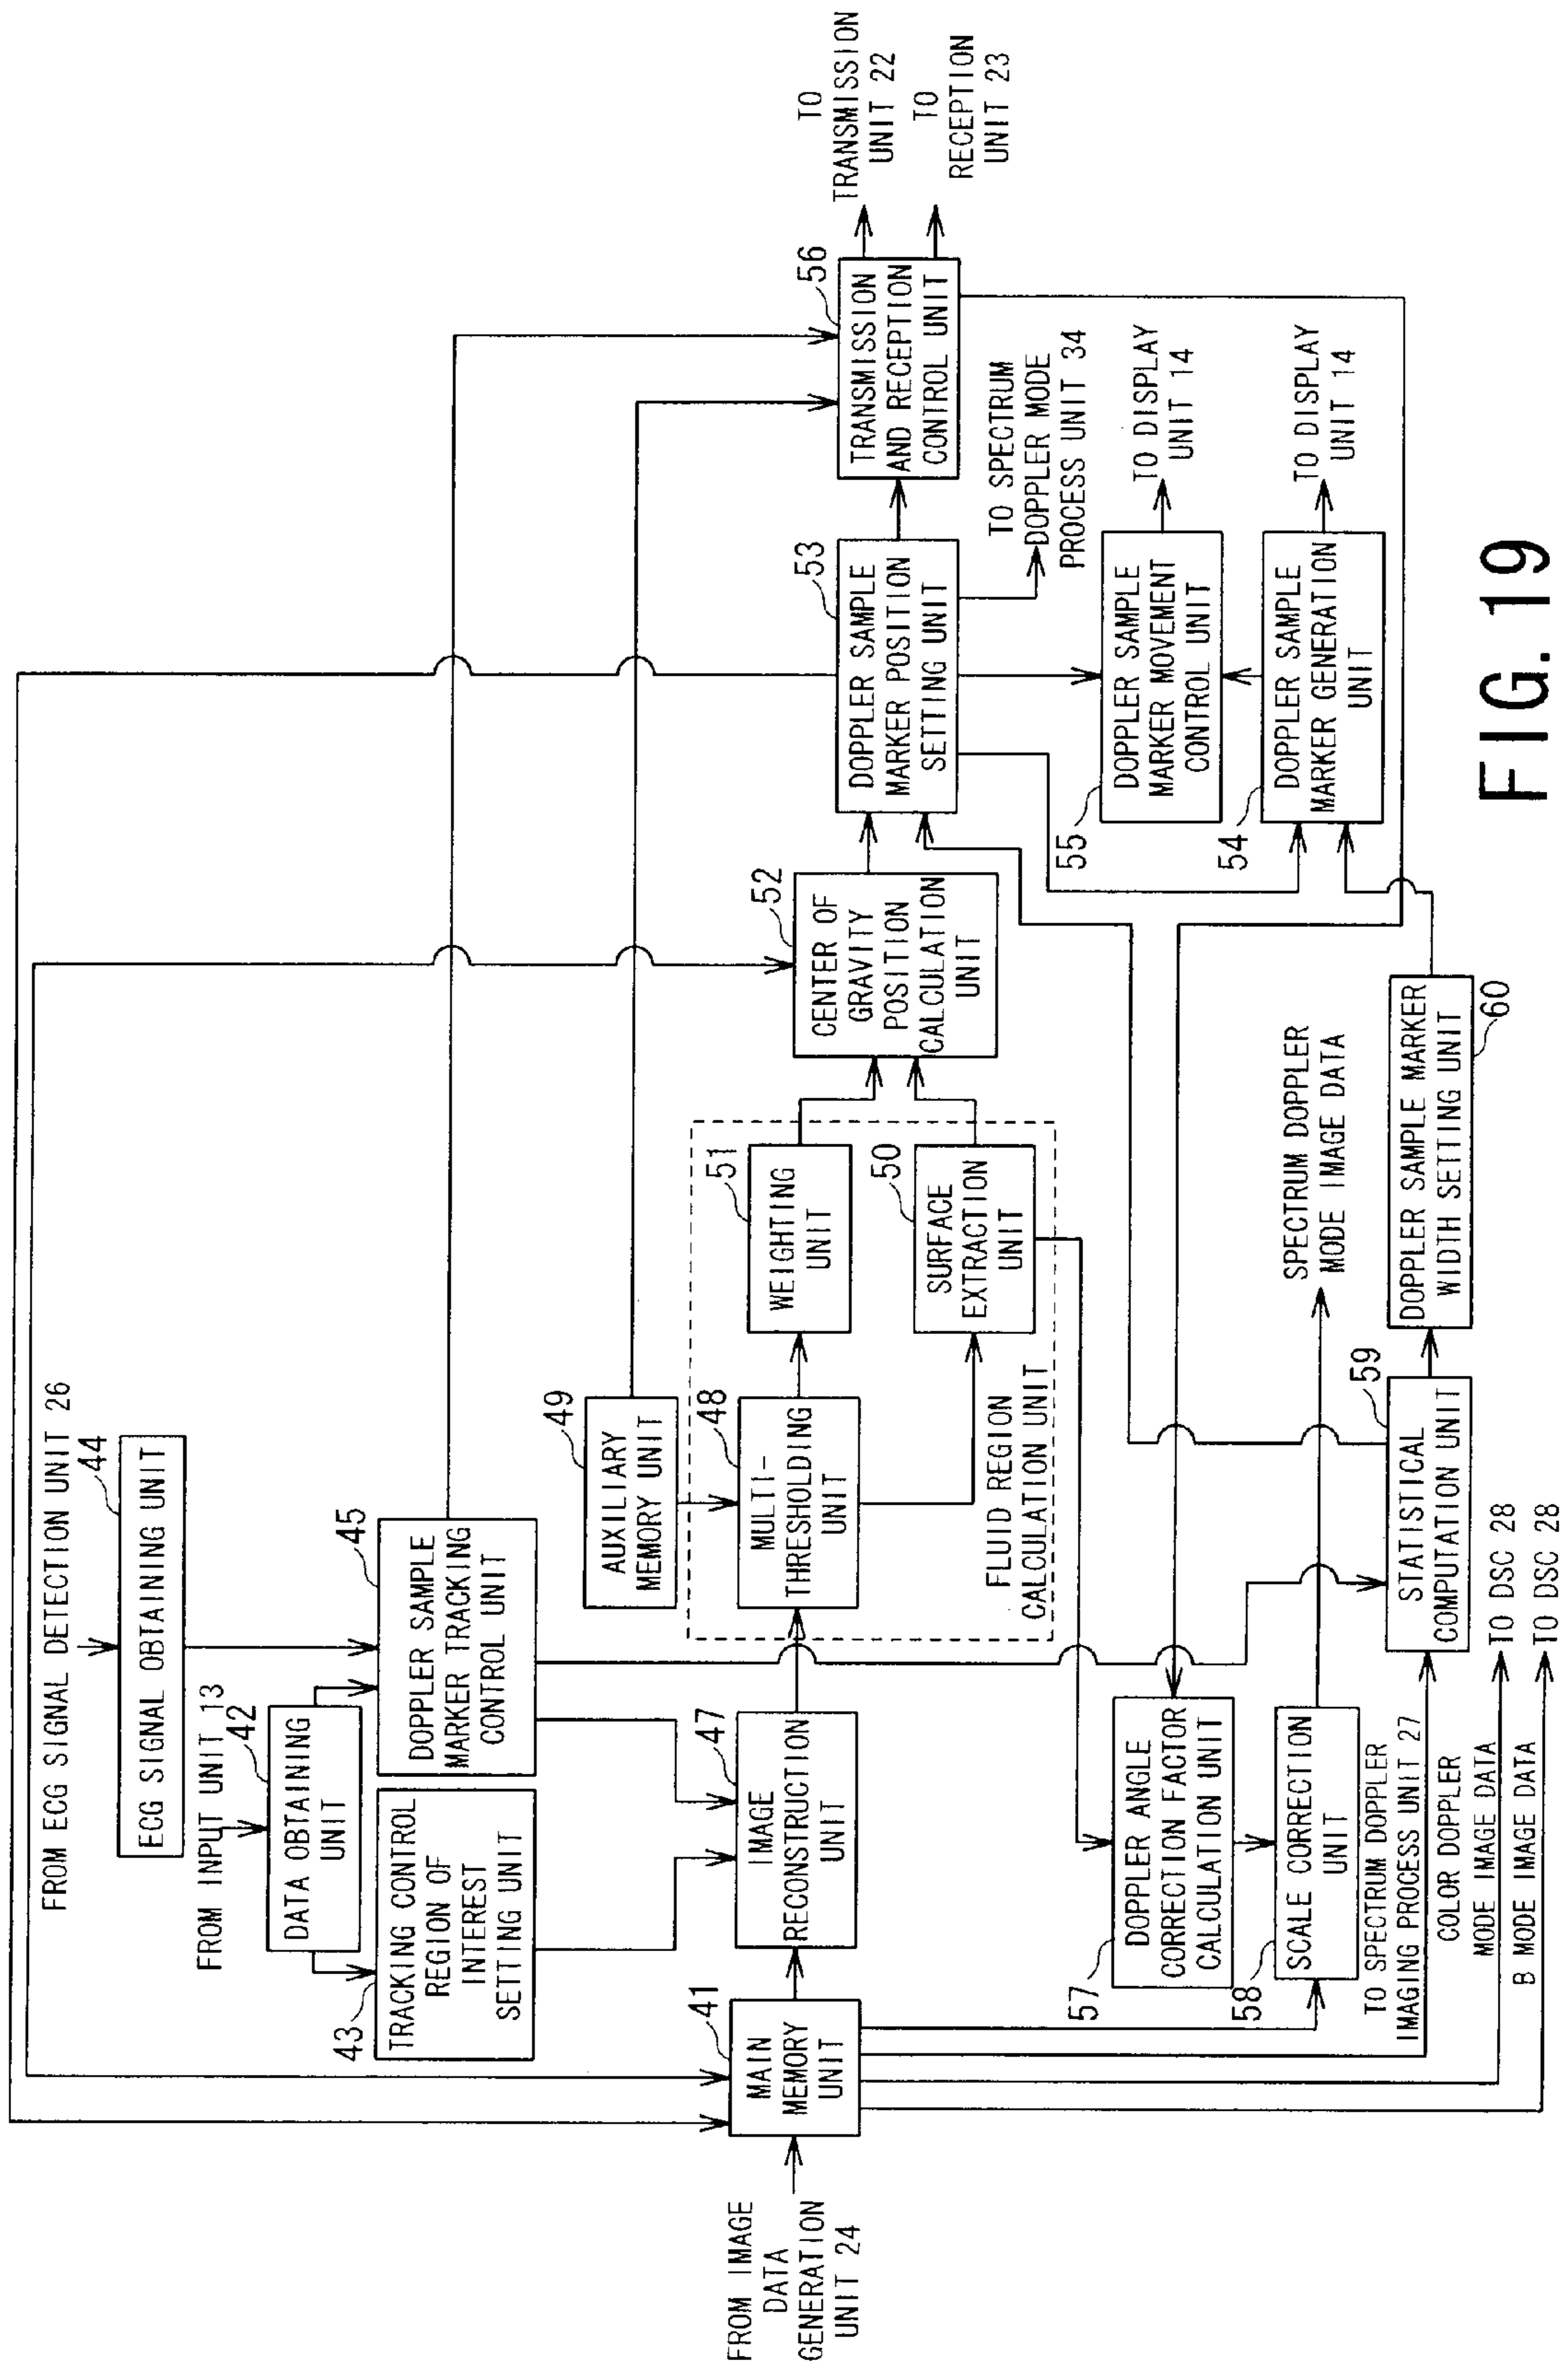 FROM ECG SIGNAL DETECTION UNIT 26
44
ECG SIGNAL OBTAINING UNIT
FROM INPUT UNIT 13
42
DATA OBTAINING
UNIT
43
TRACKING CONTROL
REGION OF
INTEREST
SETTING UNIT
45
DOPPLER SAMPLE
MARKER TRACKING
CONTROL UNIT
49
AUXILIARY
MEMORY UNIT
FROM IMAGE
DATA
GENERATION
UNIT 24
41
MAIN
MEMORY
UNIT
47
IMAGE
RECONSTRUCTION
UNIT
48
MULTI-
THRESHOLDING
UNIT
51
WEIGHTING
UNIT
50
SURFACE
EXTRACTION
UNIT
FLUID REGION
CALCULATION UNIT
52
CENTER OF
GRAVITY
POSITION
CALCULATION
UNIT
53
DOPPLER SAMPLE
MARKER POSITION
SETTING UNIT
56
TRANSMISSION
AND RECEPTION
CONTROL UNIT
TO
TRANSMISSION
UNIT 22
TO
RECEPTION
UNIT 23
TO SPECTRUM
DOPPLER MODE
PROCESS UNIT 34
55
DOPPLER SAMPLE
MARKER MOVEMENT
CONTROL UNIT
TO DISPLAY
UNIT 14
54
DOPPLER SAMPLE
MARKER GENERATION
UNIT
TO DISPLAY
UNIT 14
57
DOPPLER ANGLE
CORRECTION FACTOR
CALCULATION UNIT
58
SCALE CORRECTION
UNIT
SPECTRUM DOPPLER
MODE IMAGE DATA
TO SPECTRUM DOPPLER
IMAGING PROCESS UNIT 27
59
STATISTICAL
COMPUTATION UNIT
DOPPLER SAMPLE MARKER
WIDTH SETTING UNIT
60
COLOR DOPPLER
MODE IMAGE DATA
TO DSC 28
B MODE IMAGE DATA
TO DSC 28
FIG. 19